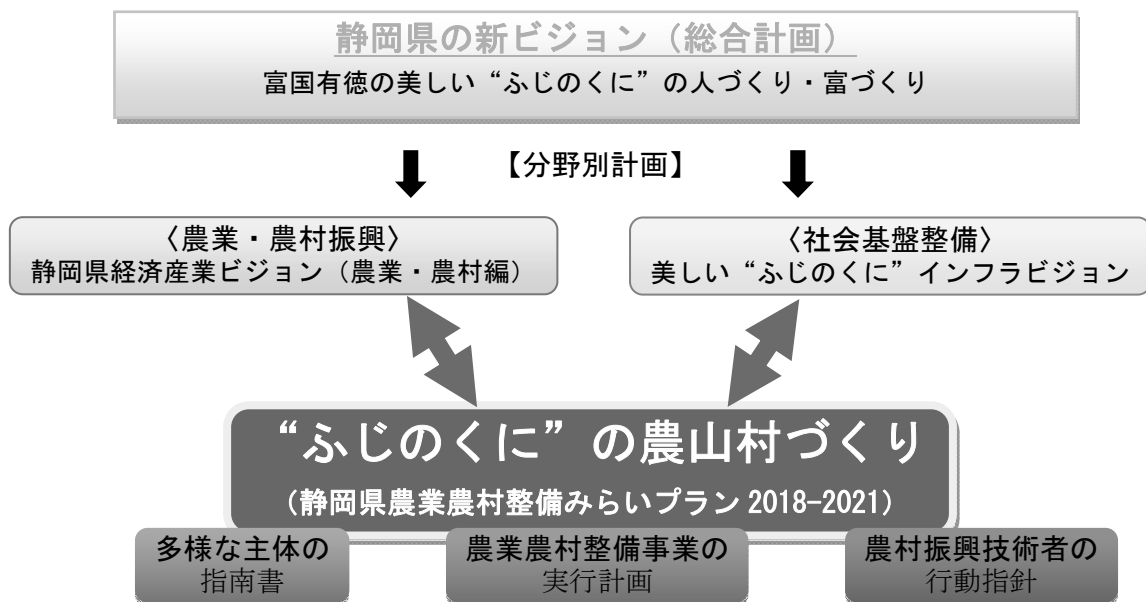 静岡県の新ビジョン（総合計画）
富国有徳の美しい“ふじのくに”の人づくり・富づくり
【分野別計画】
〈農業・農村振興〉
静岡県経済産業ビジョン（農業・農村編）
〈社会基盤整備〉
美しい“ふじのくに”インフラビジョン
“ふじのくに”の農山村づくり
（静岡県農業農村整備みらいプラン 2018-2021）
多様な主体の
指南書
農業農村整備事業の
実行計画
農村振興技術者の
行動指針